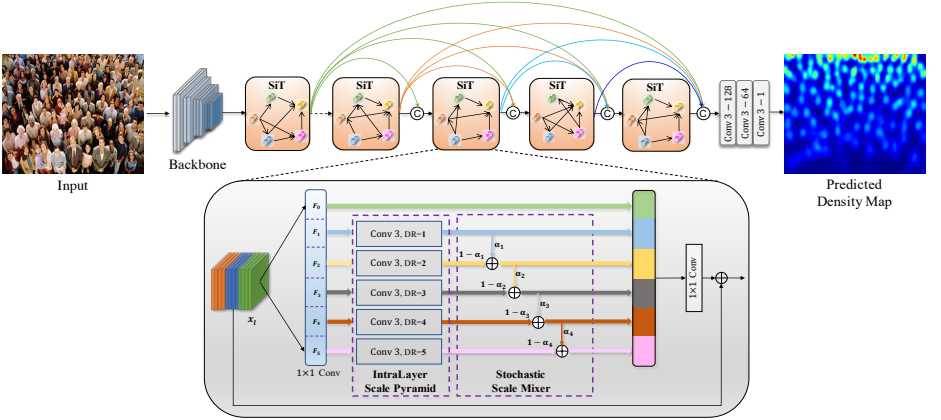 SiT
SiT
SiT
SiT
SiT
C
C
C
C
Conv 3 − 128
Conv 3 − 64
Conv 3 − 1
Backbone
Input
Predicted
Density Map
F₀
F₁
F₂
F₃
F₄
F₅
Conv 3, DR=1
Conv 3, DR=2
Conv 3, DR=3
Conv 3, DR=4
Conv 3, DR=5
α₁
1 − α₁
α₂
1 − α₂
α₃
1 − α₃
α₄
1 − α₄
1×1 Conv
x_l
1×1 Conv
IntraLayer
Scale Pyramid
Stochastic
Scale Mixer